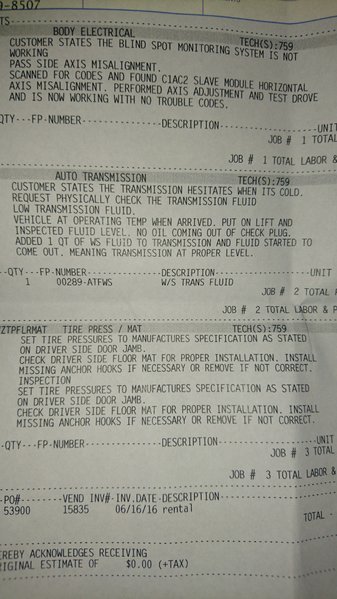 -8507
TS-
BODY ELECTRICAL TECH(S):759
CUSTOMER STATES THE BLIND SPOT MONITORING SYSTEM IS NOT
WORKING
PASS SIDE AXIS MISALIGNMENT.
SCANNED FOR CODES AND FOUND C1AC2 SLAVE MODULE HORIZONTAL
AXIS MISALIGNMENT. PERFORMED AXIS ADJUSTMENT AND TEST DROVE
AND IS NOW WORKING WITH NO TROUBLE CODES.
QTY---FP-NUMBER---------------DESCRIPTION--------------------UNIT
JOB # 1 TOTAL
JOB # 1 TOTAL LABOR &
AUTO TRANSMISSION TECH(S):759
CUSTOMER STATES THE TRANSMISSION HESITATES WHEN ITS COLD.
REQUEST PHYSICALLY CHECK THE TRANSMISSION FLUID
LOW TRANSMISSION FLUID.
VEHICLE AT OPERATING TEMP WHEN ARRIVED. PUT ON LIFT AND
INSPECTED FLUID LEVEL. NO OIL COMING OUT OF CHECK PLUG.
ADDED 1 QT OF WS FLUID TO TRANSMISSION AND FLUID STARTED TO
COME OUT. MEANING TRANSMISSION AT PROPER LEVEL.
--QTY---FP-NUMBER---------------DESCRIPTION--------------------UNIT
1 00289-ATFWS W/S TRANS FLUID
JOB # 2 TOTAL
JOB # 2 TOTAL LABOR &
ZTPFLRMAT TIRE PRESS / MAT TECH(S):759
SET TIRE PRESSURES TO MANUFACTURES SPECIFICATION AS STATED
ON DRIVER SIDE DOOR JAMB.
CHECK DRIVER SIDE FLOOR MAT FOR PROPER INSTALLATION. INSTALL
MISSING ANCHOR HOOKS IF NECESSARY OR REMOVE IF NOT CORRECT.
INSPECTION
SET TIRE PRESSURES TO MANUFACTURES SPECIFICATION AS STATED
ON DRIVER SIDE DOOR JAMB.
CHECK DRIVER SIDE FLOOR MAT FOR PROPER INSTALLATION. INSTALL
MISSING ANCHOR HOOKS IF NECESSARY OR REMOVE IF NOT CORRECT.
-QTY---FP-NUMBER---------------DESCRIPTION--------------------UNIT
JOB # 3 TOTAL
JOB # 3 TOTAL LABOR &
-PO#--------VEND INV#-INV.DATE-DESCRIPTION--------------------
53900 15835 06/16/16 rental
TOTAL -
EREBY ACKNOWLEDGES RECEIVING
RIGINAL ESTIMATE OF $0.00 (+TAX)